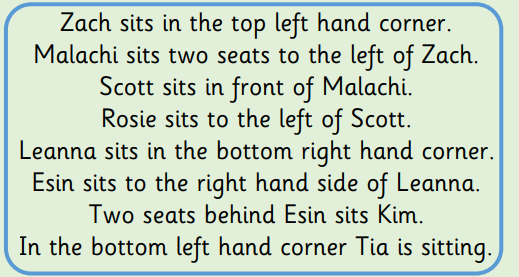 Zach sits in the top left hand corner.
Malachi sits two seats to the left of Zach.
Scott sits in front of Malachi.
Rosie sits to the left of Scott.
Leanna sits in the bottom right hand corner.
Esin sits to the right hand side of Leanna.
Two seats behind Esin sits Kim.
In the bottom left hand corner Tia is sitting.